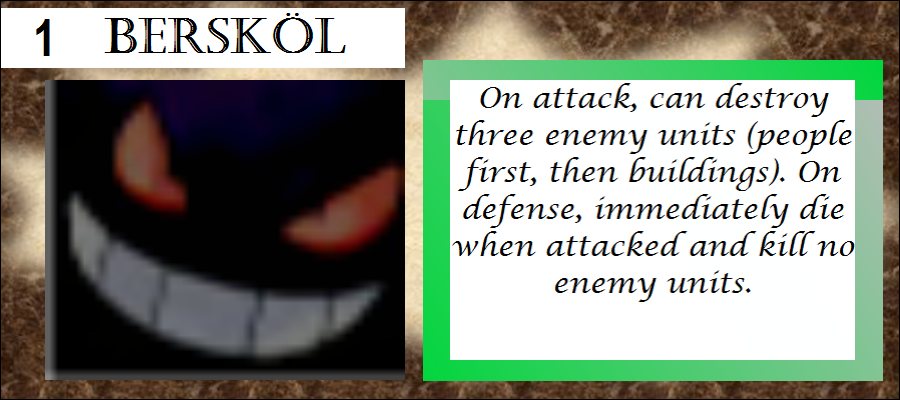 1 BERSKÖL
On attack, can destroy
three enemy units (people
first, then buildings). On
defense, immediately die
when attacked and kill no
enemy units.